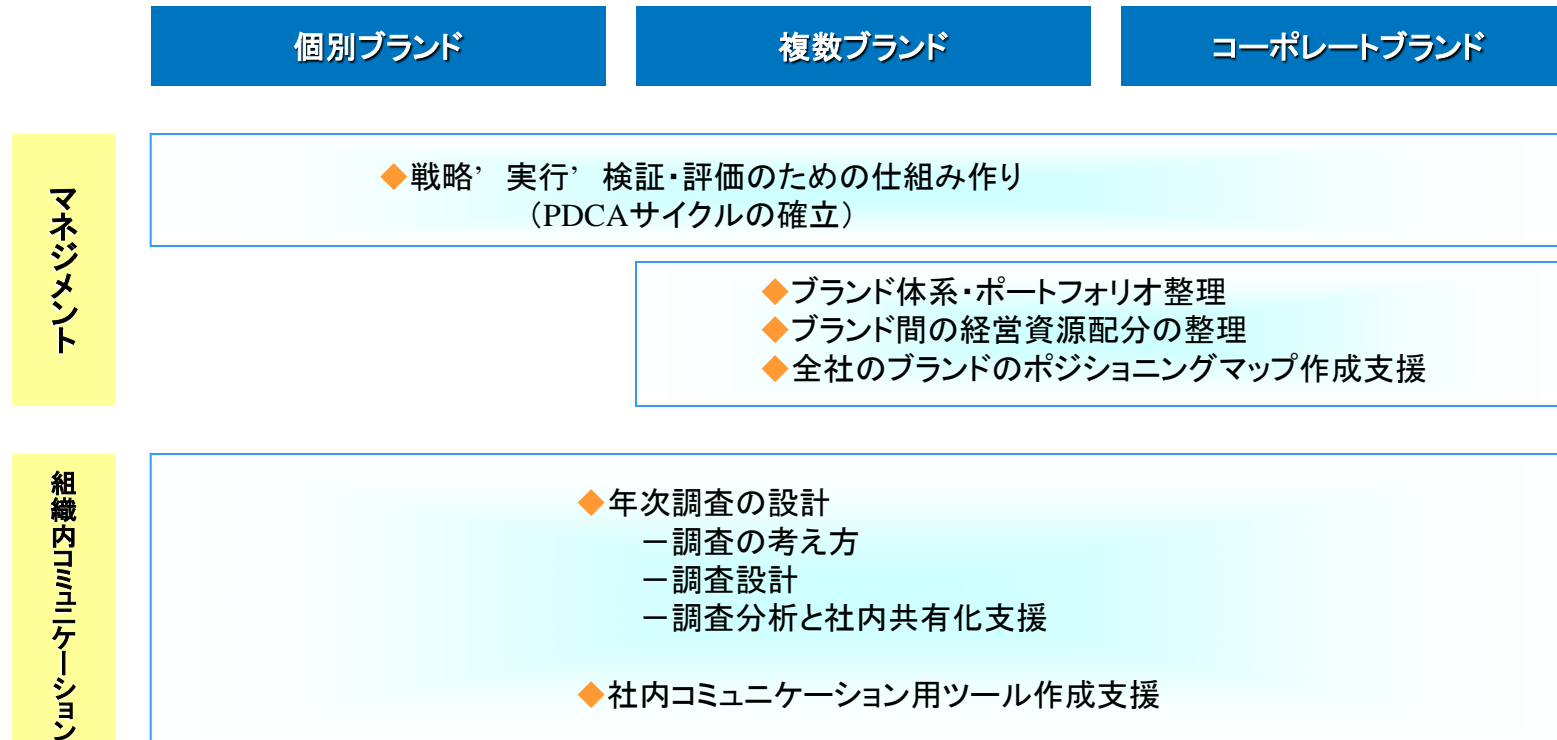 個別ブランド
複数ブランド
コーポレートブランド
マネジメント
◆戦略’実行’検証・評価のための仕組み作り
（PDCAサイクルの確立）
◆ブランド体系・ポートフォリオ整理
◆ブランド間の経営資源配分の整理
◆全社のブランドのポジショニングマップ作成支援
組織内コミュニケーション
◆年次調査の設計
－調査の考え方
－調査設計
－調査分析と社内共有化支援
◆社内コミュニケーション用ツール作成支援